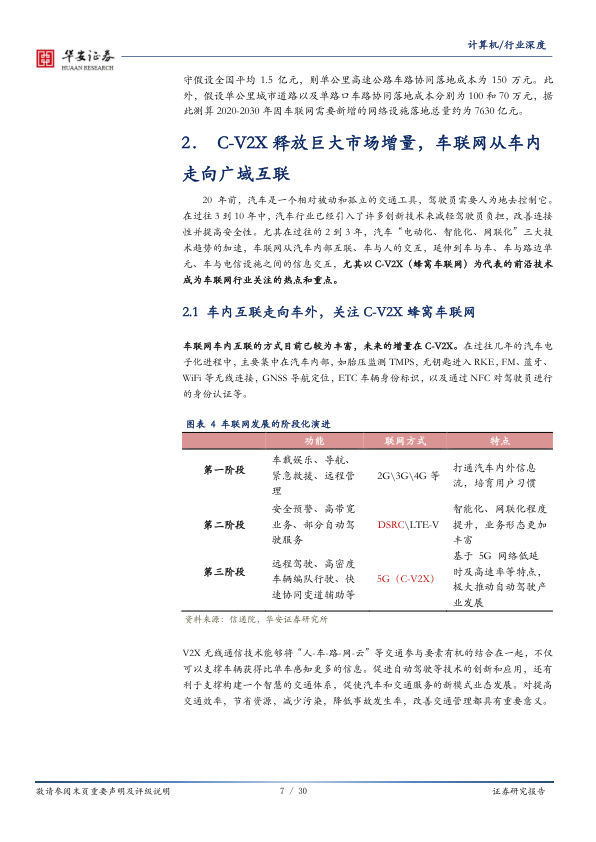 华安证券
HUAAN RESEARCH
计算机/行业深度
守假设全国平均 1.5 亿元，则单公里高速公路车路协同落地成本为 150 万元。此
外，假设单公里城市道路以及单路口车路协同落地成本分别为 100 和 70 万元，据
此测算 2020-2030 年因车联网需要新增的网络设施落地总量约为 7630 亿元。
2． C-V2X 释放巨大市场增量，车联网从车内
走向广域互联
20 年前，汽车是一个相对被动和孤立的交通工具，驾驶员需要人为地去控制它。
在过往 3 到 10 年中，汽车行业已经引入了许多创新技术来减轻驾驶员负担，改善连接
性并提高安全性。尤其在过往的 2 到 3 年，汽车“电动化、智能化、网联化”三大技
术趋势的加速，车联网从汽车内部互联、车与人的交互，延伸到车与车、车与路边单
元、车与电信设施之间的信息交互，尤其以 C-V2X（蜂窝车联网）为代表的前沿技术
成为车联网行业关注的热点和重点。
2.1 车内互联走向车外，关注 C-V2X 蜂窝车联网
车联网车内互联的方式目前已较为丰富，未来的增量在 C-V2X。在过往几年的汽车电
子化进程中，主要集中在汽车内部，如胎压监测 TMPS，无钥匙进入 RKE，FM、蓝牙、
WiFi 等无线连接，GNSS 导航定位，ETC 车辆身份标识，以及通过 NFC 对驾驶员进行
的身份认证等。
图表 4 车联网发展的阶段化演进
功能 联网方式 特点
第一阶段
车载娱乐、导航、
紧急救援、远程管
理
2G\3G\4G 等
打通汽车内外信息
流，培育用户习惯
第二阶段
安全预警、高带宽
业务、部分自动驾
驶服务
DSRC\LTE-V
智能化、网联化程度
提升，业务形态更加
丰富
第三阶段
远程驾驶、高密度
车辆编队行驶、快
速协同变道辅助等
5G（C-V2X）
基于 5G 网络低延
时及高速率等特点，
极大推动自动驾驶产
业发展
资料来源：信通院，华安证券研究所
V2X 无线通信技术能够将“人-车-路-网-云”等交通参与要素有机的结合在一起，不仅
可以支撑车辆获得比单车感知更多的信息。促进自动驾驶等技术的创新和应用，还有
利于支撑构建一个智慧的交通体系，促使汽车和交通服务的新模式业态发展。对提高
交通效率，节省资源，减少污染，降低事故发生率，改善交通管理都具有重要意义。
敬请参阅末页重要声明及评级说明
7 / 30
证券研究报告